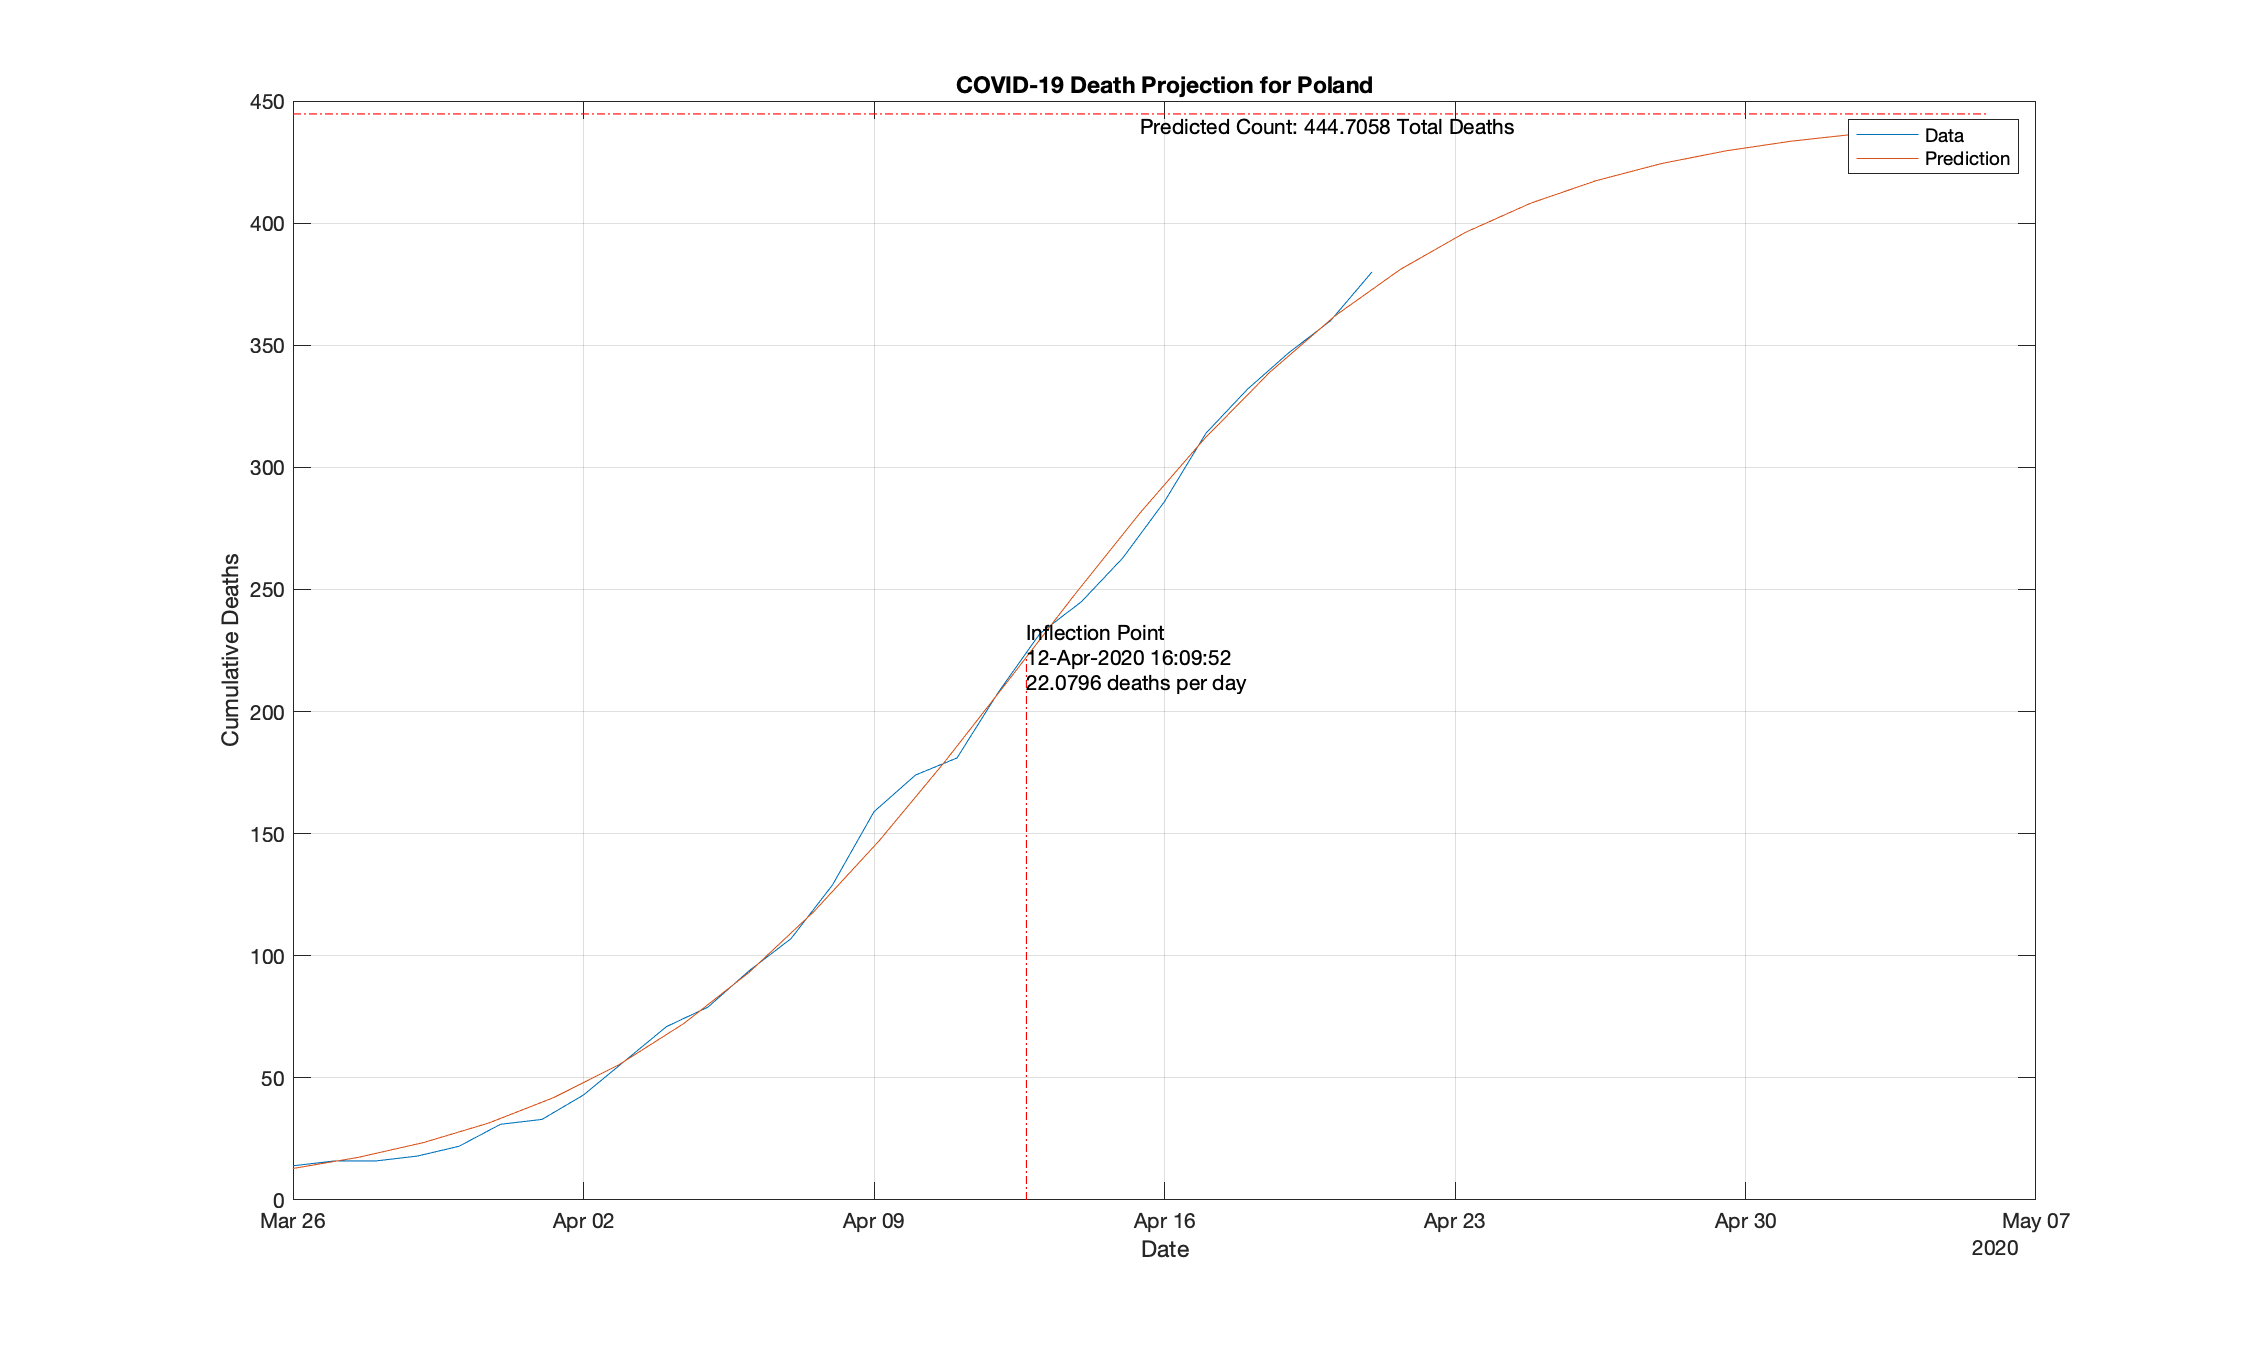 COVID-19 Death Projection for Poland
450
400
350
300
250
200
150
100
50
0
Cumulative Deaths
Predicted Count: 444.7058 Total Deaths
Data
Prediction
Inflection Point
12-Apr-2020 16:09:52
22.0796 deaths per day
Mar 26 Apr 02 Apr 09 Apr 16 Apr 23 Apr 30 May 07
Date
2020